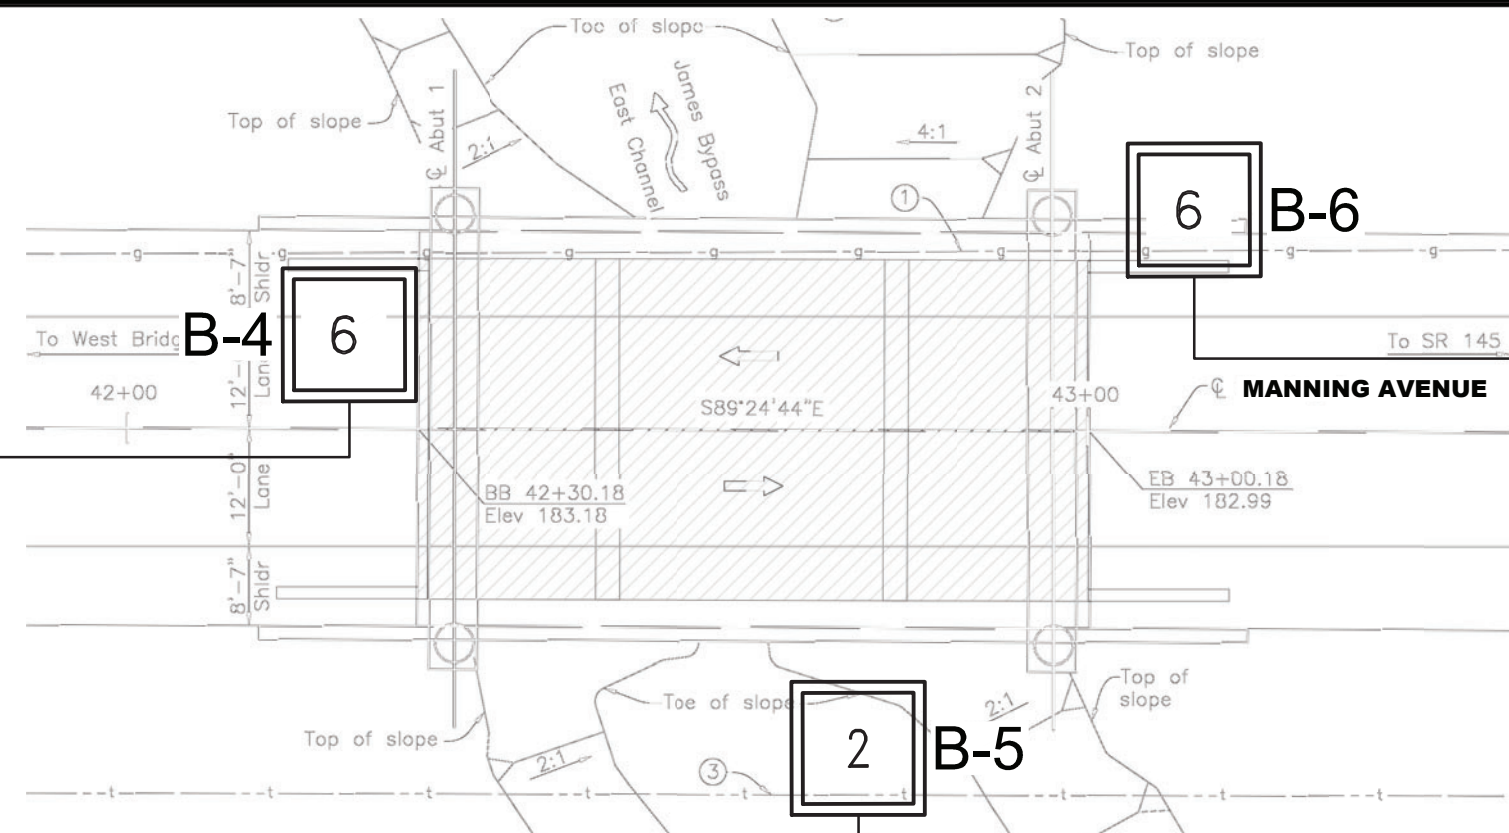 Toe of slope
Top of slope
Top of slope
James Bypass
East Channel
℄ Abut 1
℄ Abut 2
2:1
4:1
1
6
B-6
g g g g g g g g g g
8'-7"
Shldr
B-4
6
To West Bridg
To SR 145
12'-
Lan
42+00
S89°24'44"E
43+00
℄ MANNING AVENUE
12'-0"
Lane
BB 42+30.18
Elev 183.18
EB 43+00.18
Elev 182.99
8'-7"
Shldr
Toe of slope
Top of
slope
2:1
Top of slope
2:1
3
2
B-5
t t t t t t t t t